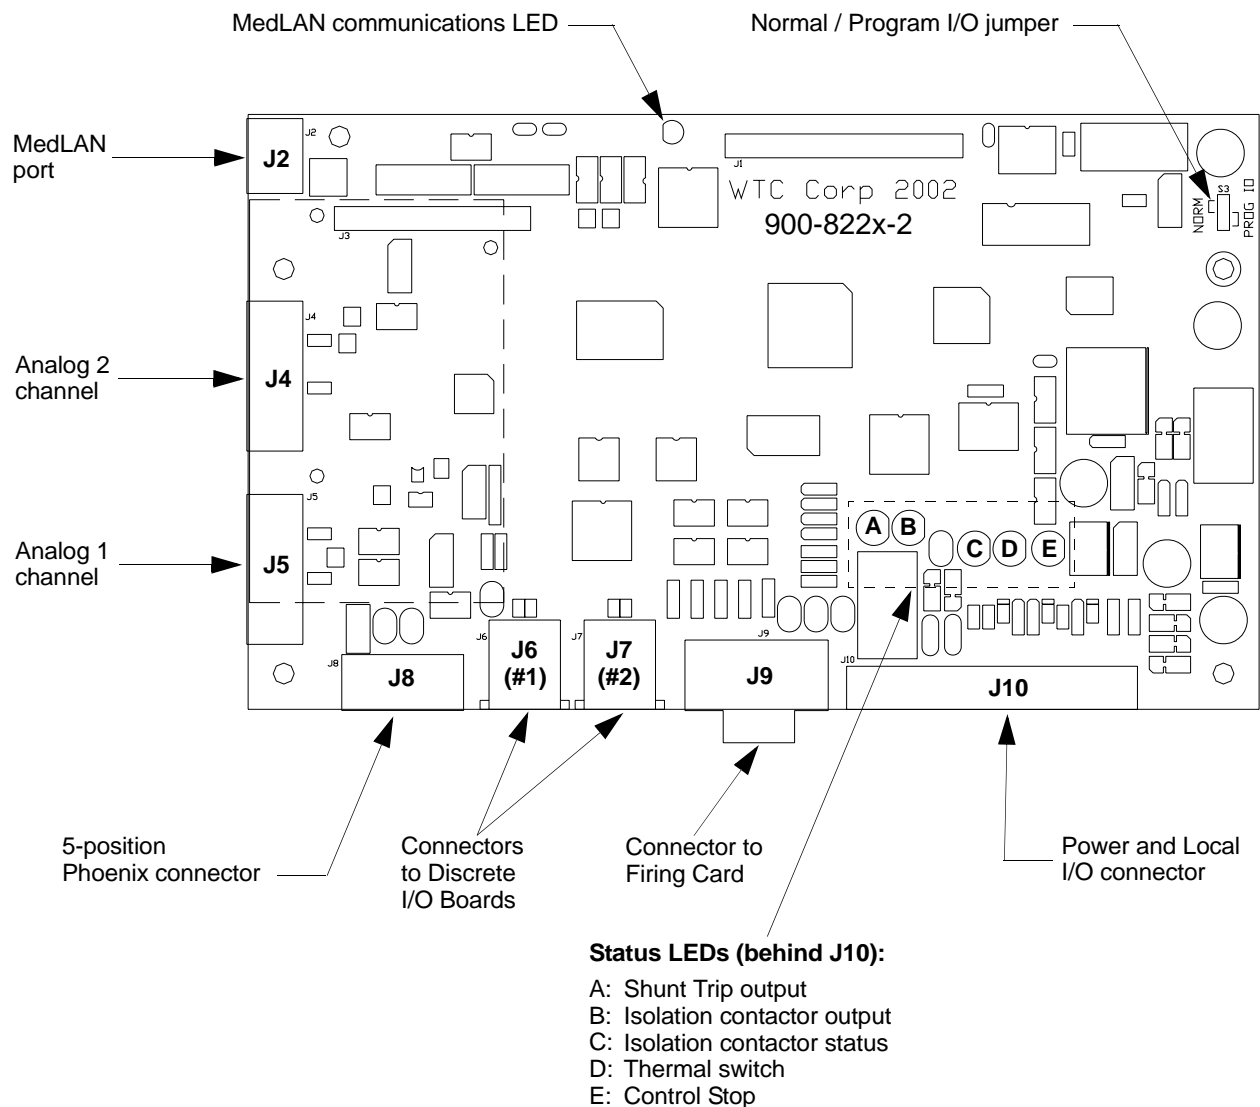 MedLAN communications LED
Normal / Program I/O jumper
MedLAN
port
J2
J2
J1
WTC Corp 2002
900-822x-2
S3
NORM
PROG IO
J3
Analog 2
channel
J4
J4
Analog 1
channel
J5
J5
A
B
C
D
E
J8
J8
J6
J6
(#1)
J7
J7
(#2)
J9
J9
J10
J10
5-position
Phoenix connector
Connectors
to Discrete
I/O Boards
Connector to
Firing Card
Power and Local
I/O connector
Status LEDs (behind J10):
A: Shunt Trip output
B: Isolation contactor output
C: Isolation contactor status
D: Thermal switch
E: Control Stop